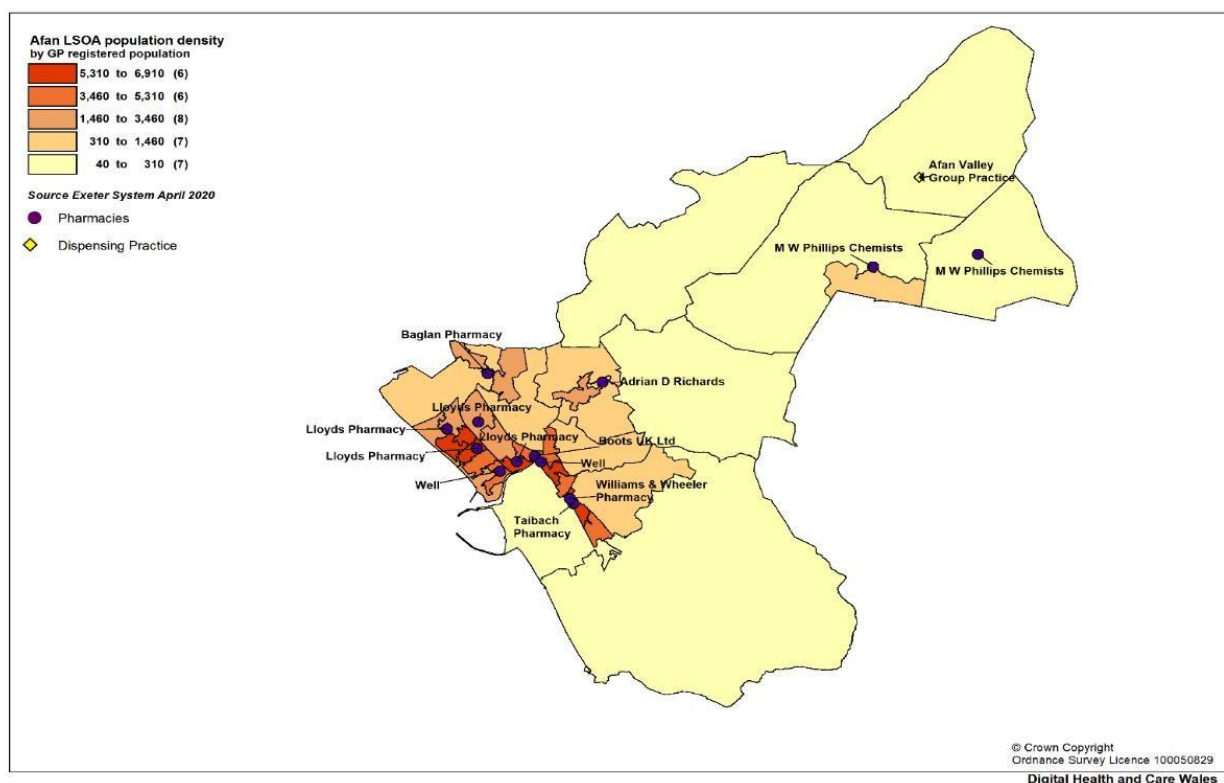 Afan LSOA population density
by GP registered population
5,310 to 6,910 (6)
3,460 to 5,310 (6)
1,460 to 3,460 (8)
310 to 1,460 (7)
40 to 310 (7)
Source Exeter System April 2020
Pharmacies
Dispensing Practice
Afan Valley
Group Practice
M W Phillips Chemists
M W Phillips Chemists
Baglan Pharmacy
Adrian D Richards
Lloyds Pharmacy
Lloyds Pharmacy
Lloyds Pharmacy
Boots UK Ltd
Lloyds Pharmacy
Well
Well
Williams & Wheeler
Pharmacy
Taibach
Pharmacy
© Crown Copyright
Ordnance Survey Licence 100050829
Digital Health and Care Wales